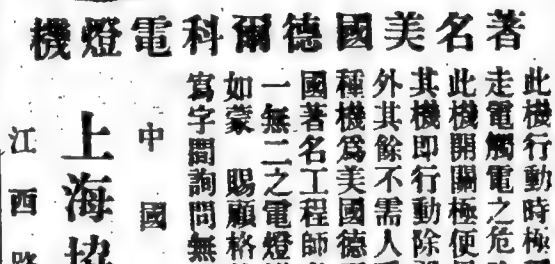 著名美國德爾科電燈機
此機行動時極
走電觸電之危
此機開關極便
其機即行動除
外其餘不需人
種機爲美國德
國著名工程師
一無二之電燈
如蒙 賜顧格
寫字間詢問無
中國
上海
江西路